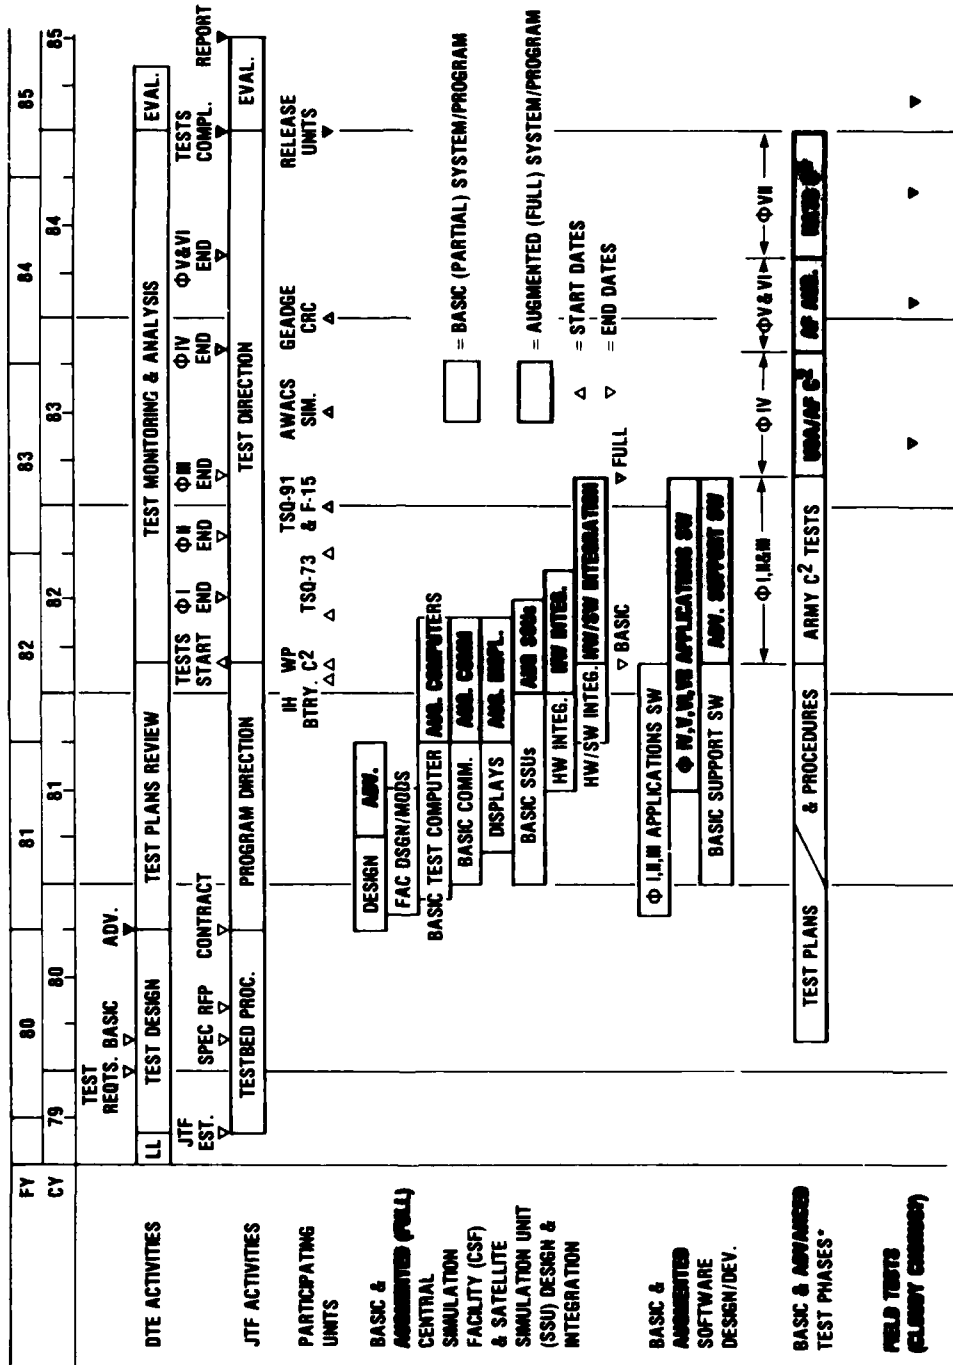 FY 80 81 82 83 84 85
CY 79 80 81 82 83 84 85
TEST REQTS. BASIC ADV.
DTE ACTIVITIES
LL TEST DESIGN TEST PLANS REVIEW TEST MONITORING & ANALYSIS EVAL.
JTF EST. SPEC RFP CONTRACT TESTS START Φ I END Φ II END Φ III END Φ IV END Φ V&VI END TESTS COMPL. REPORT
JTF ACTIVITIES
TESTBED PROC. PROGRAM DIRECTION TEST DIRECTION EVAL.
PARTICIPATING
UNITS
IH BTRY. WP C2 TSQ-73 TSQ-91 & F-15 AWACS SIM. GEADGE CRC RELEASE UNITS
BASIC &
AUGMENTED (FULL)
CENTRAL
SIMULATION
FACILITY (CSF)
& SATELLITE
SIMULATION UNIT
(SSU) DESIGN &
INTEGRATION
DESIGN ADV.
FAC DSGN/MODS
BASIC TEST COMPUTER AUG. COMPUTERS
BASIC COMM. AUG. COMM
DISPLAYS AUG. DSPL.
BASIC SSUs AUG SSUs
HW INTEG. HW INTEG.
HW/SW INTEG. HW/SW INTEGRATION
BASIC FULL
= BASIC (PARTIAL) SYSTEM/PROGRAM
= AUGMENTED (FULL) SYSTEM/PROGRAM
= START DATES
= END DATES
BASIC &
AUGMENTED
SOFTWARE
DESIGN/DEV.
Φ I,II,III APPLICATIONS SW
Φ IV,V,VI,VII APPLICATIONS SW
BASIC SUPPORT SW ADV. SUPPORT SW
Φ I,II&III Φ IV Φ V&VI Φ VII
BASIC & ADVANCED
TEST PHASES*
TEST PLANS & PROCEDURES ARMY C2 TESTS USA/AF C2 AF AUG.
FIELD TESTS